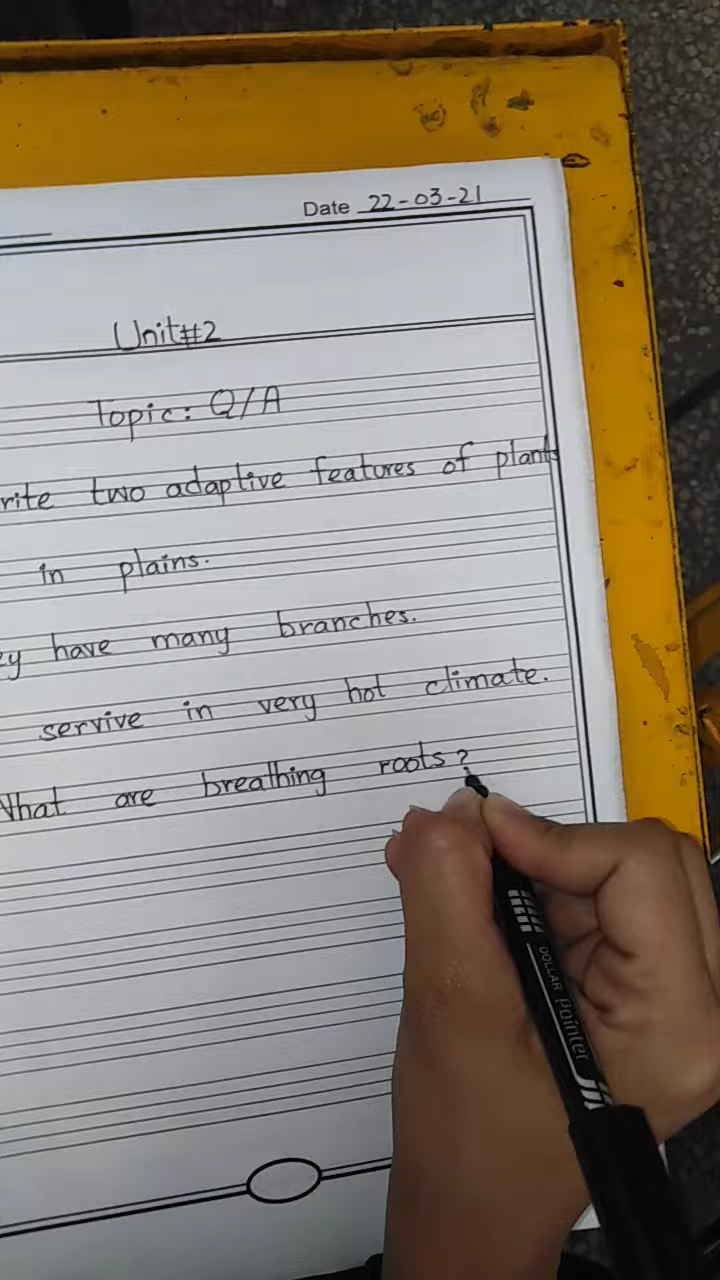 Date 22-03-21
Unit#2
Topic: Q/A
rite two adaptive features of plants
in plains.
ey have many branches.
servive in very hot climate.
What are breathing roots?
DOLLAR Pointer